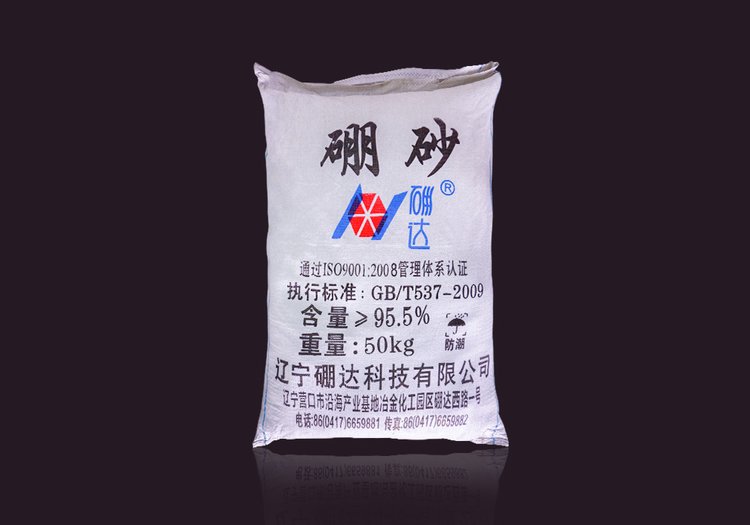 硼砂
硼达®
通过ISO9001:2008管理体系认证
执行标准: GB/T537-2009
含量≥95.5%
重量:50kg
防潮
辽宁硼达科技有限公司
辽宁营口市沿海产业基地冶金化工园区硼达西路一号
电话:86(0417)6659881 传真:86(0417)6659882